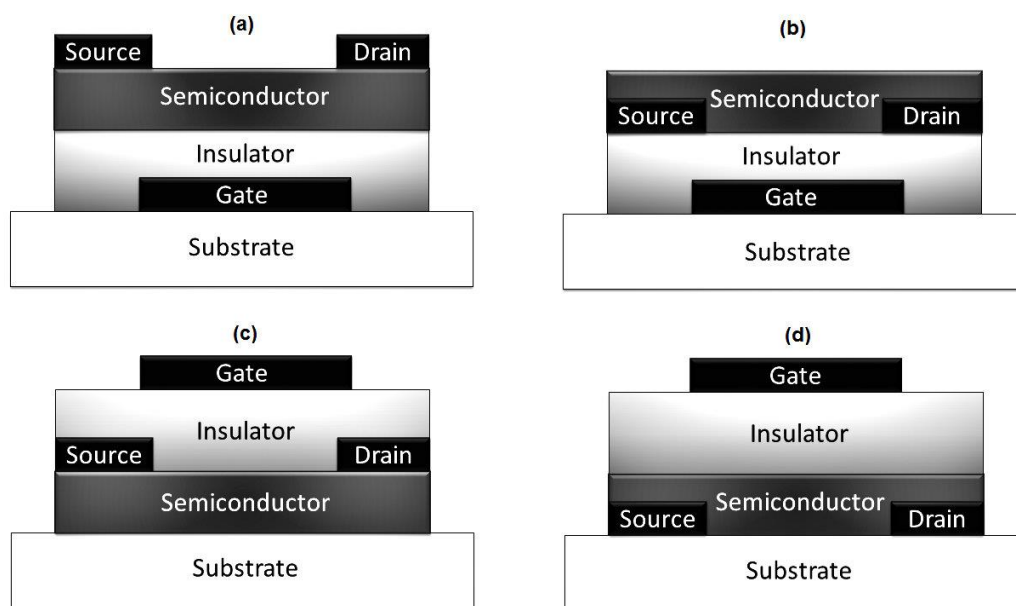 (a)
Source
Drain
Semiconductor
Insulator
Gate
Substrate
(b)
Semiconductor
Source
Drain
Insulator
Gate
Substrate
(c)
Gate
Insulator
Source
Drain
Semiconductor
Substrate
(d)
Gate
Insulator
Semiconductor
Source
Drain
Substrate